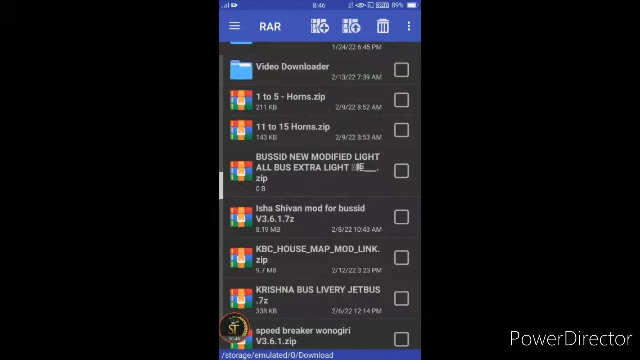 8:46
89%
RAR
1/24/22 6:45 PM
Video Downloader
2/13/22 7:39 AM
1 to 5 - Horns.zip
211 KB 2/9/22 8:52 AM
11 to 15 Horns.zip
143 KB 2/9/22 8:53 AM
BUSSID NEW MODIFIED LIGHT
ALL BUS EXTRA LIGHT
zip
0 B
Isha Shivan mod for bussid
V3.6.1.7z
8.19 MB 2/8/22 10:43 AM
KBC_HOUSE_MAP_MOD_LINK.
zip
9.7 MB 2/12/22 3:23 PM
KRISHNA BUS LIVERY JETBUS
.7z
338 KB 2/6/22 12:14 PM
speed breaker wonogiri
V3.6.1.zip
/storage/emulated/0/Download
ST
PowerDirector